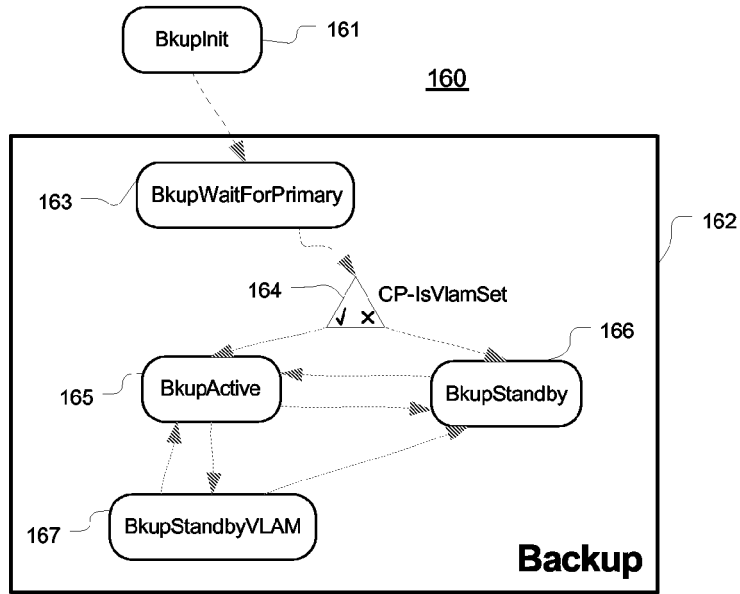 BkupInit
161
160
BkupWaitForPrimary
163
162
164
CP-IsVlamSet
✓ ×
166
BkupActive
165
BkupStandby
BkupStandbyVLAM
167
Backup